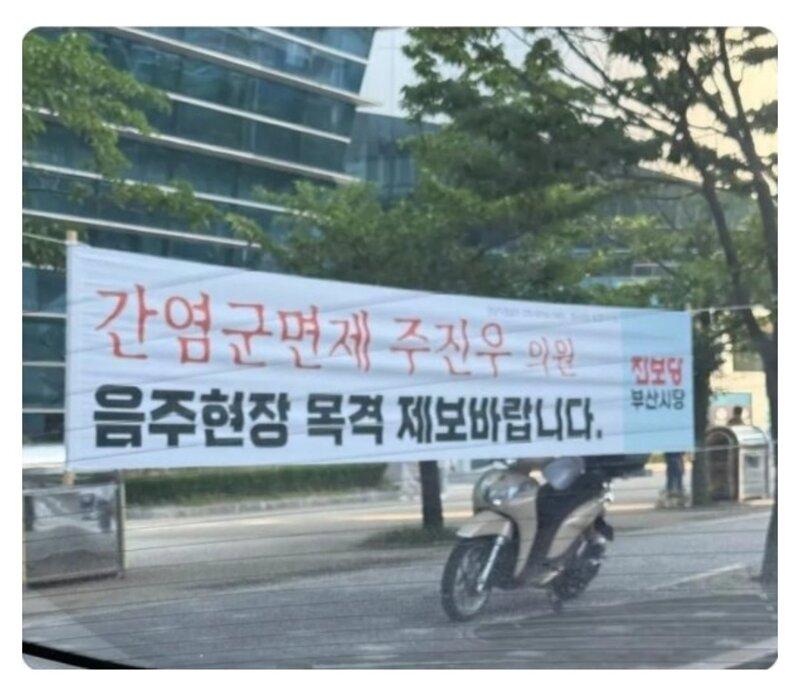 간염군면제 주진우 의원
음주현장 목격 제보바랍니다.
진보당
부산시당